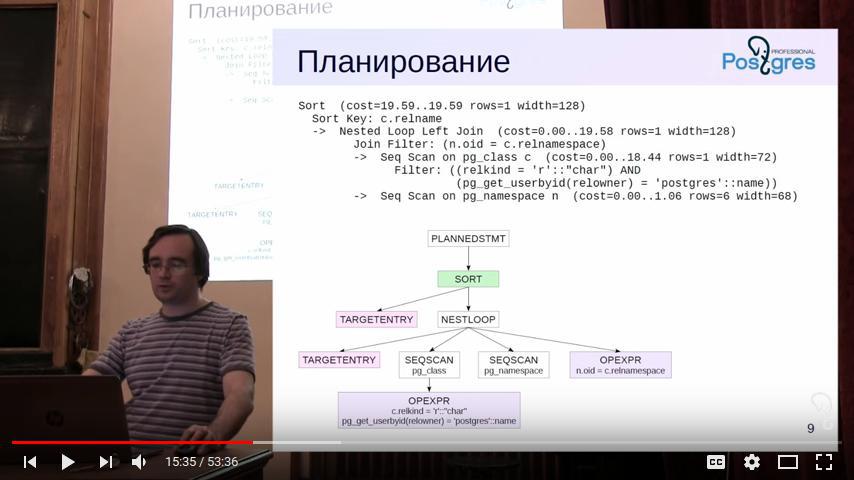 Планирование
Планирование
PROFESSIONAL
Postgres
Sort  (cost=19.59..19.59 rows=1 width=128)
  Sort Key: c.relname
  ->  Nested Loop Left Join  (cost=0.00..19.58 rows=1 width=128)
        Join Filter: (n.oid = c.relnamespace)
        ->  Seq Scan on pg_class c  (cost=0.00..18.44 rows=1 width=72)
              Filter: ((relkind = 'r'::"char") AND
                       (pg_get_userbyid(relowner) = 'postgres'::name))
        ->  Seq Scan on pg_namespace n  (cost=0.00..1.06 rows=6 width=68)
TARGETENTRY
TARGETENTRY
PLANNEDSTMT
SORT
TARGETENTRY
NESTLOOP
TARGETENTRY
SEQSCAN
pg_class
SEQSCAN
pg_namespace
OPEXPR
n.oid = c.relnamespace
OPEXPR
c.relkind = 'r'::"char"
pg_get_userbyid(relowner) = 'postgres'::name
9
15:35 / 53:36
CC